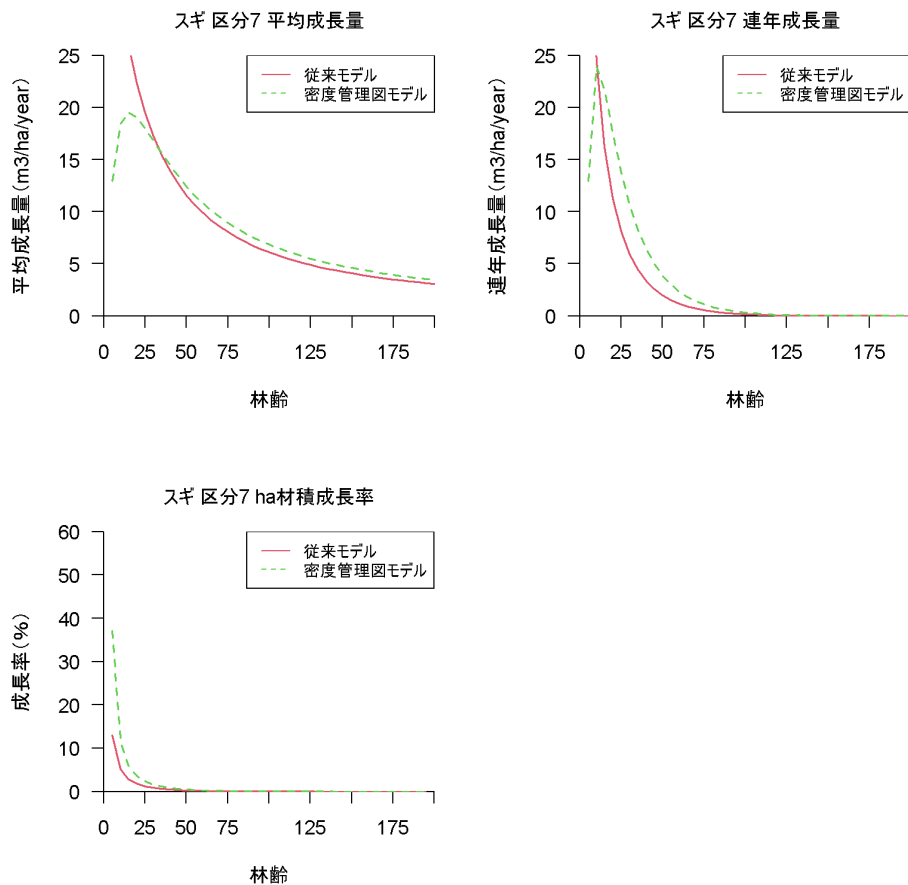 スギ 区分7 平均成長量
平均成長量(m3/ha/year)
25
20
15
10
5
0
従来モデル
密度管理図モデル
0 25 50 125 175
林齢
スギ 区分7 連年成長量
連年成長量(m3/ha/year)
25
20
15
10
5
0
従来モデル
密度管理図モデル
0 25 50 125 175
林齢
スギ 区分7 ha材積成長率
成長率(%)
60
50
40
30
20
10
0
従来モデル
密度管理図モデル
0 25 50 125 175
林齢